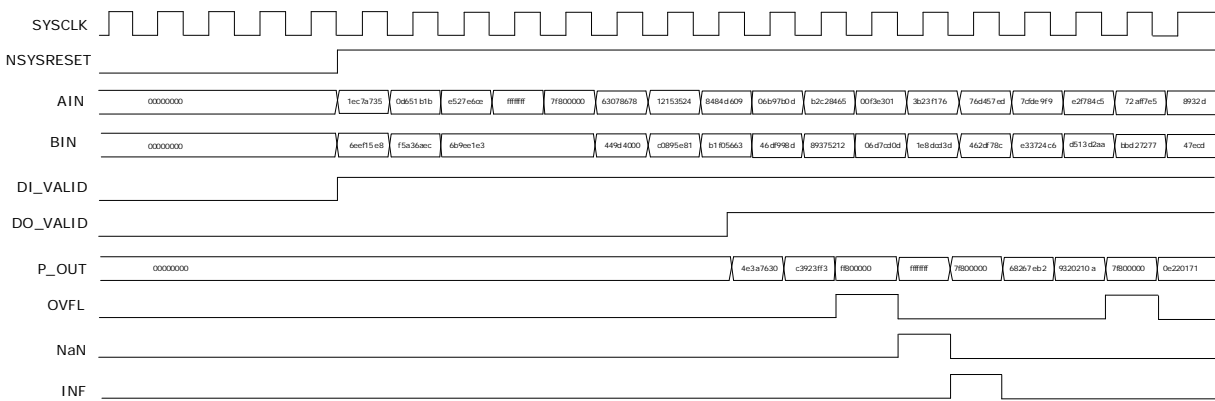 SYSCLK
NSYSRESET
AIN 00000000 1ec7a735 0d651b1b e527e6ce ffffffff 7f800000 63078678 12153524 8484d609 06b97b0d b2c28465 00f3e301 3b23f176 76d457ed 7cfde9f9 e2f784c5 72aff7e5 8932d
BIN 00000000 6eef15e8 f5a36aec 6b9ee1e3 449d4000 c0895e81 b1f05663 46df998d 89375212 06d7cd0d 1e8dcd3d 462df78c e33724c6 d513d2aa bbd27277 47ecd
DI_VALID
DO_VALID
P_OUT 00000000 4e3a7630 c3923ff3 ff800000 ffffffff 7f800000 68267eb2 9320210a 7f800000 0e220171
OVFL
NaN
INF